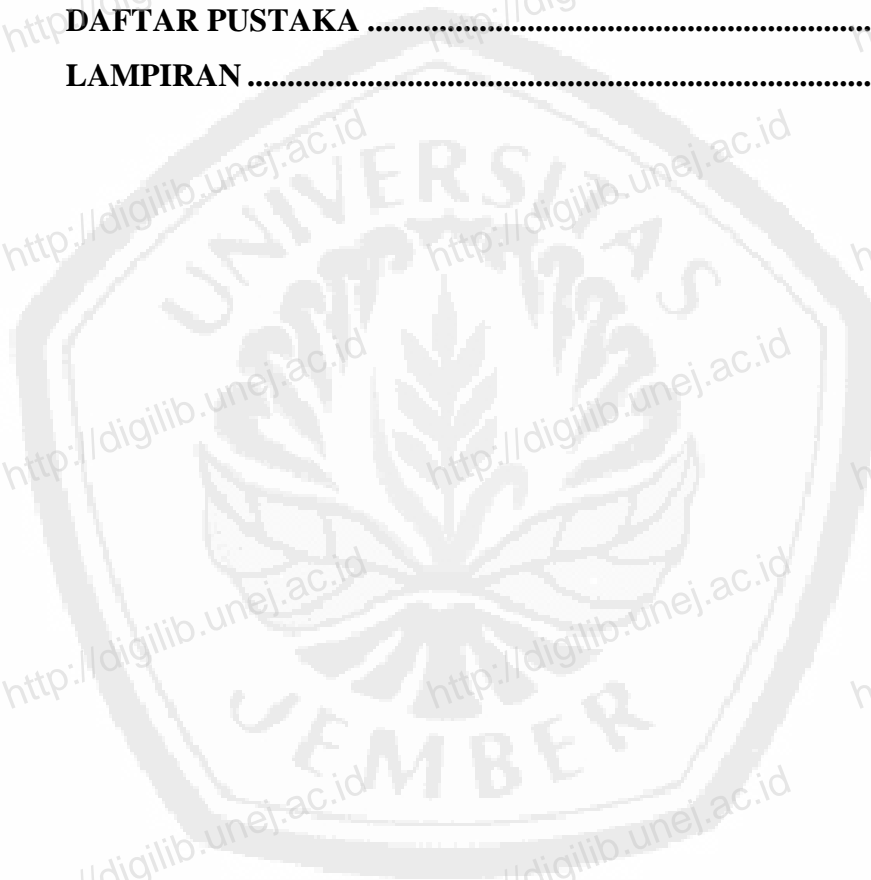 DAFTAR PUSTAKA ................................................................
LAMPIRAN ...............................................................................
http://digilib.unej.ac.id
http://digilib.unej.ac.id
UNIVERSITAS
http://digilib.unej.ac.id
http://digilib.unej.ac.id
http://digilib.unej.ac.id
http://digilib.unej.ac.id
JEMBER
http://digilib.unej.ac.id
http://digilib.unej.ac.id